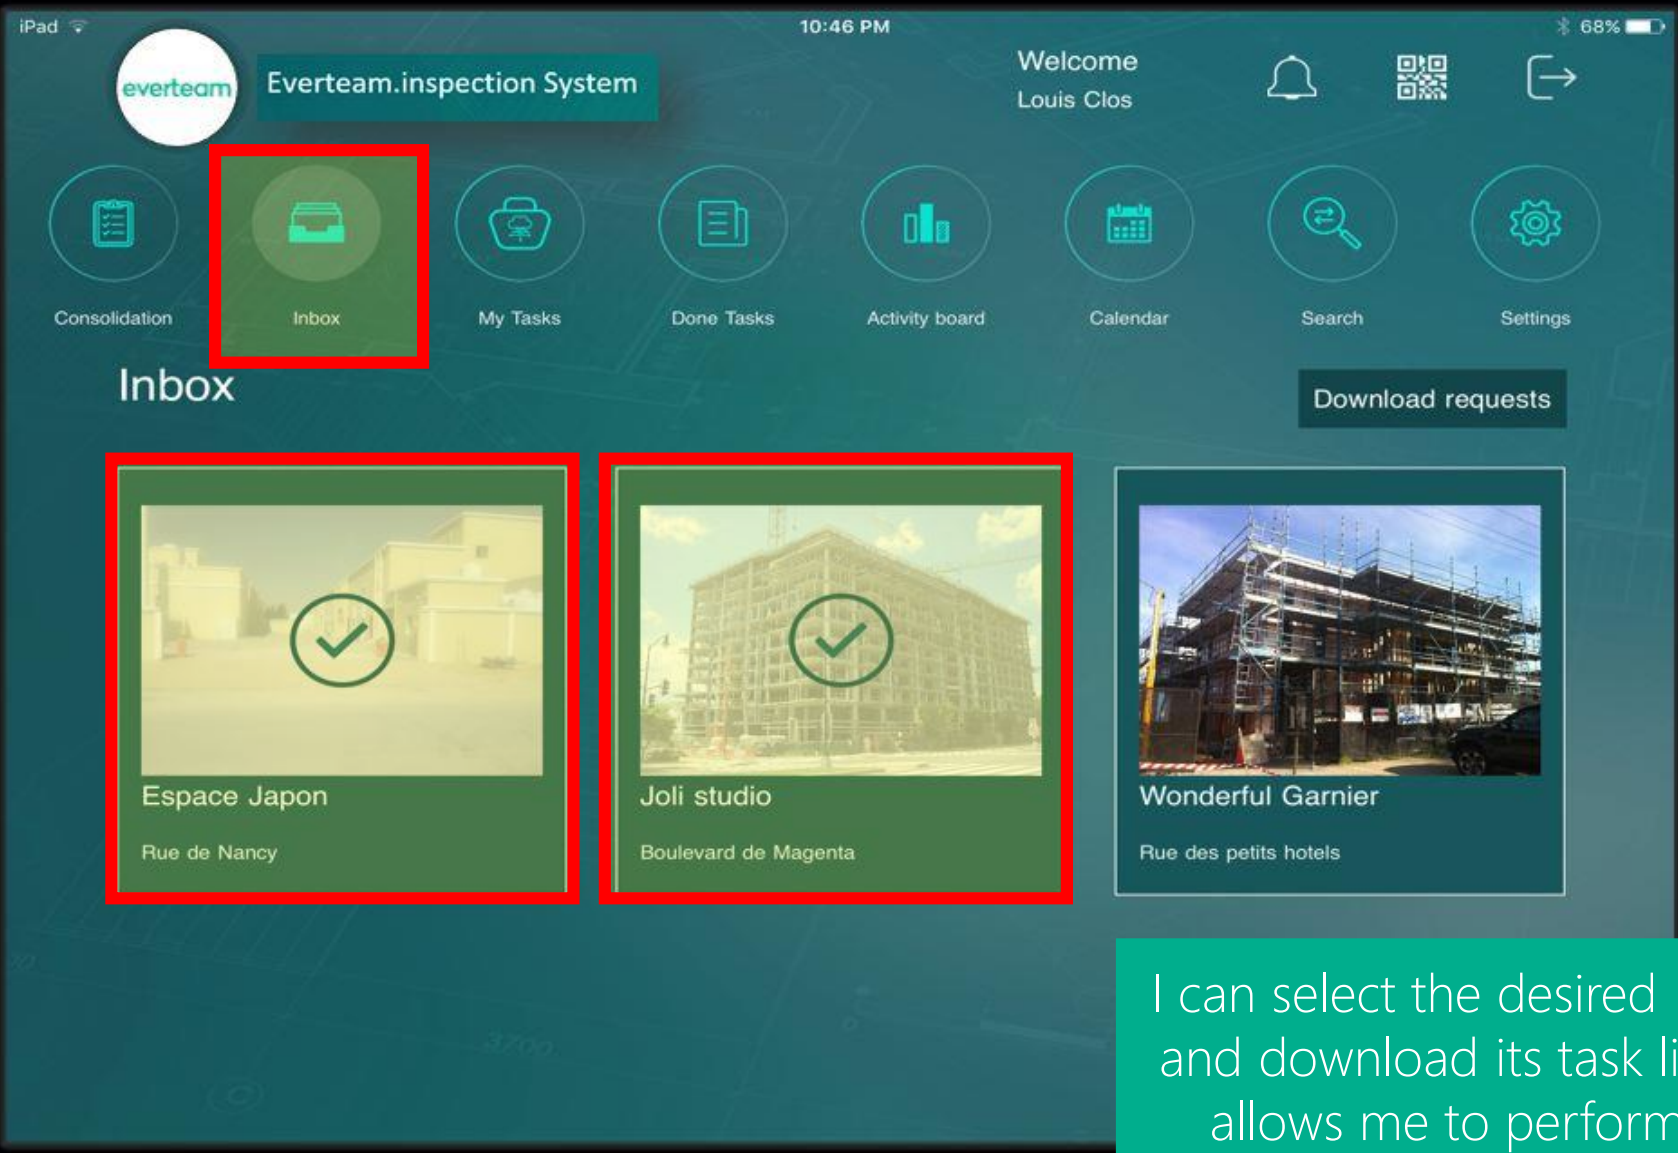 iPad 10:46 PM 68%
everteam
Everteam.inspection System
Welcome
Louis Clos
Consolidation Inbox My Tasks Done Tasks Activity board Calendar Search Settings
Inbox
Download requests
Espace Japon
Rue de Nancy
Joli studio
Boulevard de Magenta
Wonderful Garnier
Rue des petits hotels
3700
(C)
I can select the desired
and download its task li
allows me to perform